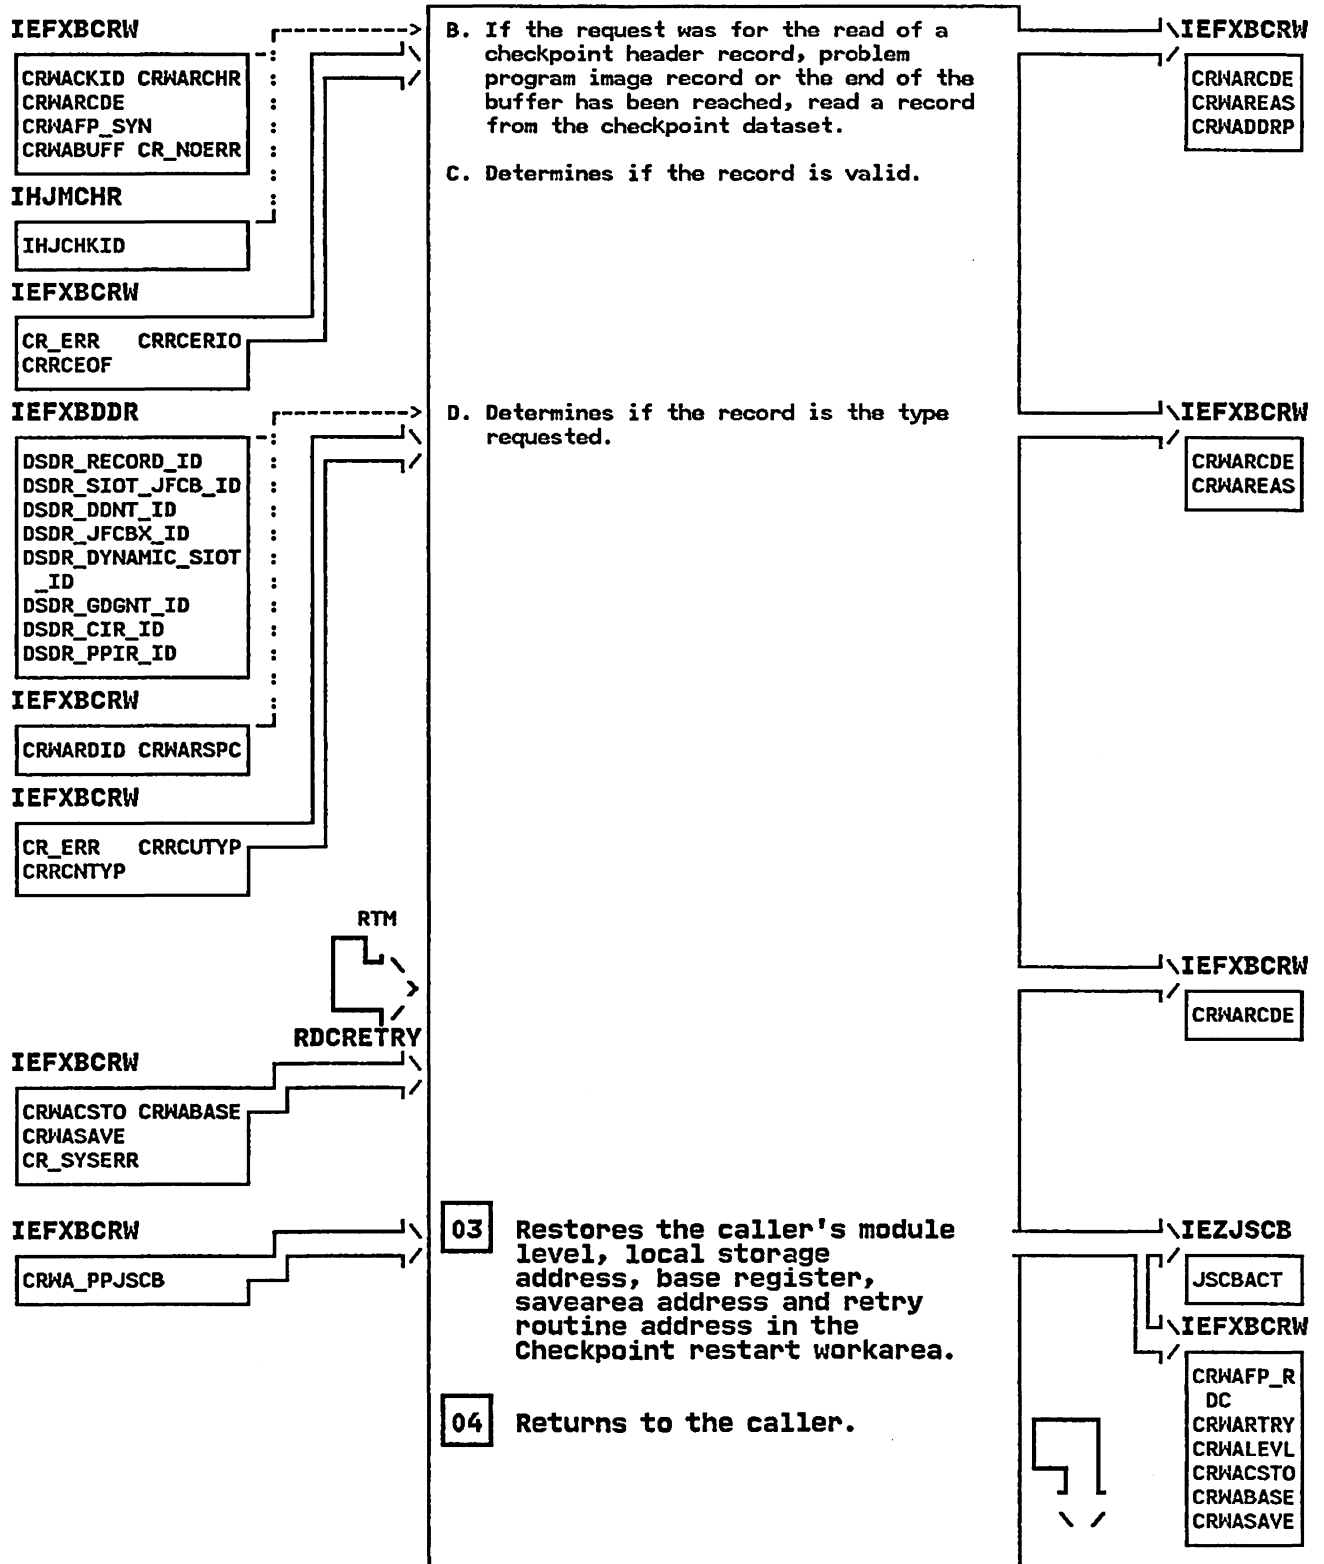 IEFXBCRW
CRWACKID CRWARCHR
CRWARCDE
CRWAFP_SYN
CRWABUFF CR_NOERR
IHJMCHR
IHJCHKID
IEFXBCRW
CR_ERR CRRCERIO
CRRCEOF
IEFXBDDR
DSDR_RECORD_ID
DSDR_SIOT_JFCB_ID
DSDR_DDNT_ID
DSDR_JFCBX_ID
DSDR_DYNAMIC_SIOT
_ID
DSDR_GDGNT_ID
DSDR_CIR_ID
DSDR_PPIR_ID
IEFXBCRW
CRWARDID CRWARSPC
IEFXBCRW
CR_ERR CRRCUTYP
CRRCNTYP
RTM
RDCRETRY
IEFXBCRW
CRWACSTO CRWABASE
CRWASAVE
CR_SYSERR
IEFXBCRW
CRWA_PPJSCB
B. If the request was for the read of a
checkpoint header record, problem
program image record or the end of the
buffer has been reached, read a record
from the checkpoint dataset.
C. Determines if the record is valid.
D. Determines if the record is the type
requested.
03 Restores the caller's module
level, local storage
address, base register,
savearea address and retry
routine address in the
Checkpoint restart workarea.
04 Returns to the caller.
IEFXBCRW
CRWARCDE
CRWAREAS
CRWADDRP
IEFXBCRW
CRWARCDE
CRWAREAS
IEFXBCRW
CRWARCDE
IEZJSCB
JSCBACT
IEFXBCRW
CRWAFP_R
DC
CRWARTRY
CRWALEVL
CRWACSTO
CRWABASE
CRWASAVE